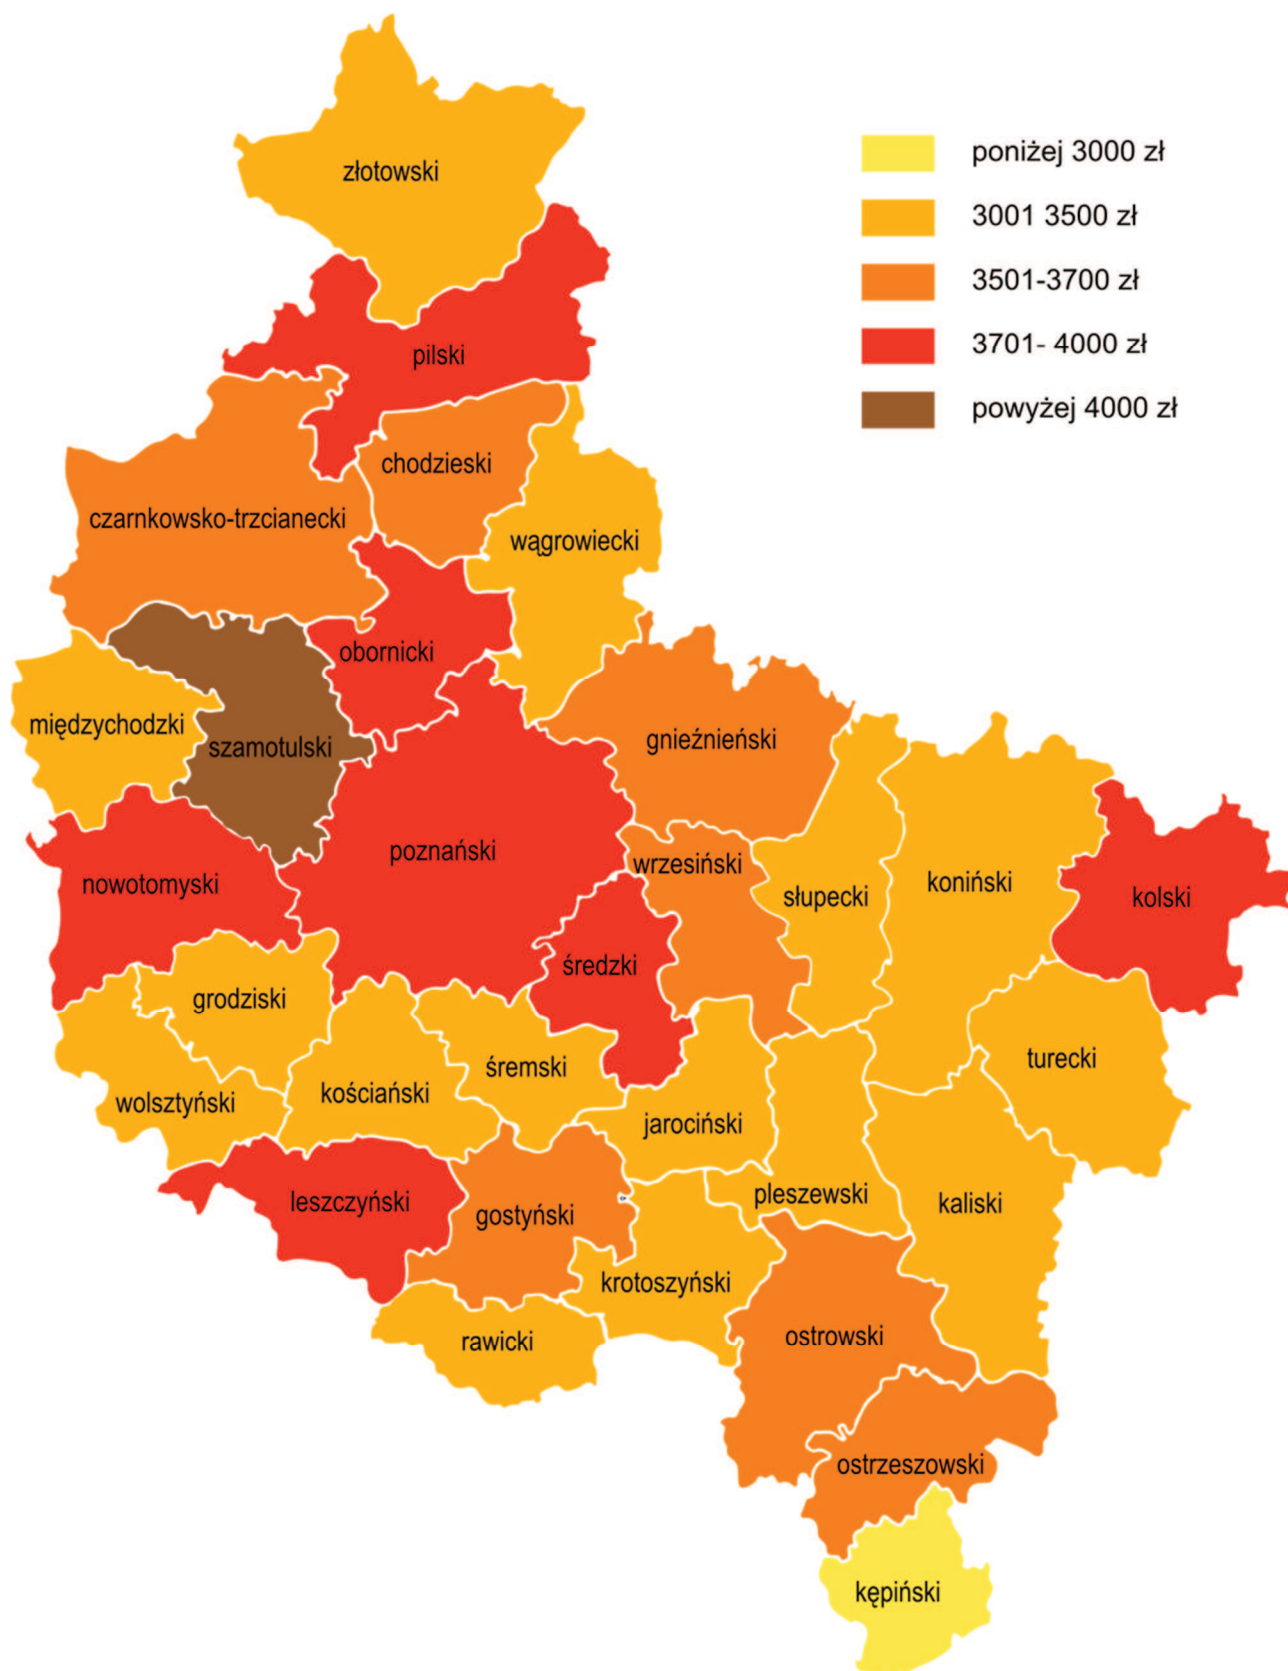 złotowski
poniżej 3000 zł
3001 3500 zł
3501-3700 zł
3701- 4000 zł
powyżej 4000 zł
pilski
chodzieski
czarnkowsko-trzcianecki
wągrowiecki
obornicki
międzychodzki
szamotulski
gnieźnieński
poznański
wrzesiński
nowotomyski
słupecki
koniński
kolski
średzki
grodziski
śremski
turecki
kościański
wolsztyński
jarociński
leszczyński
gostyński
pleszewski
kaliski
krotoszyński
rawicki
ostrowski
ostrzeszowski
kępiński